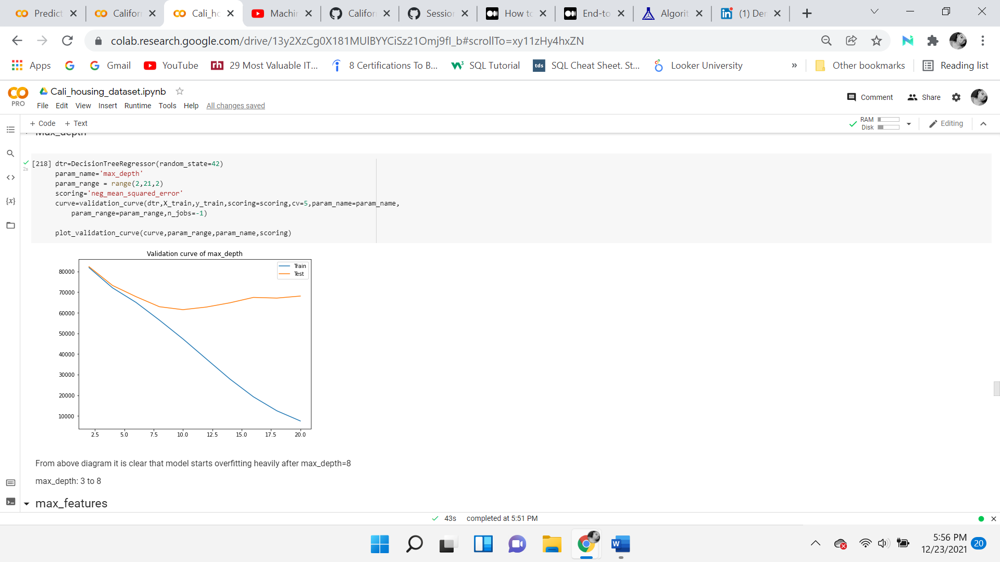 Predict
Califor
Cali_ho
Machi
Califor
Session
How to
End-to
Algorit
(1) Der
colab.research.google.com/drive/13y2XzCg0X181MUlBYYCiSz21Omj9fI_b#scrollTo=xy11zHy4hxZN
Apps
Gmail
YouTube
29 Most Valuable IT...
8 Certifications To B...
SQL Tutorial
tds
SQL Cheat Sheet. St...
Looker University
»
Other bookmarks
Reading list
Cali_housing_dataset.ipynb
PRO
File Edit View Insert Runtime Tools Help All changes saved
Comment
Share
+ Code + Text
RAM
Disk
Editing
Max_depth
2s
[218] dtr=DecisionTreeRegressor(random_state=42)
param_name='max_depth'
param_range = range(2,21,2)
scoring='neg_mean_squared_error'
curve=validation_curve(dtr,X_train,y_train,scoring=scoring,cv=5,param_name=param_name,
param_range=param_range,n_jobs=-1)
plot_validation_curve(curve,param_range,param_name,scoring)
Validation curve of max_depth
Train
Test
80000
70000
60000
50000
40000
30000
20000
10000
2.5 5.0 7.5 10.0 12.5 15.0 17.5 20.0
From above diagram it is clear that model starts overfitting heavily after max_depth=8
max_depth: 3 to 8
max_features
43s completed at 5:51 PM
5:56 PM
12/23/2021
20